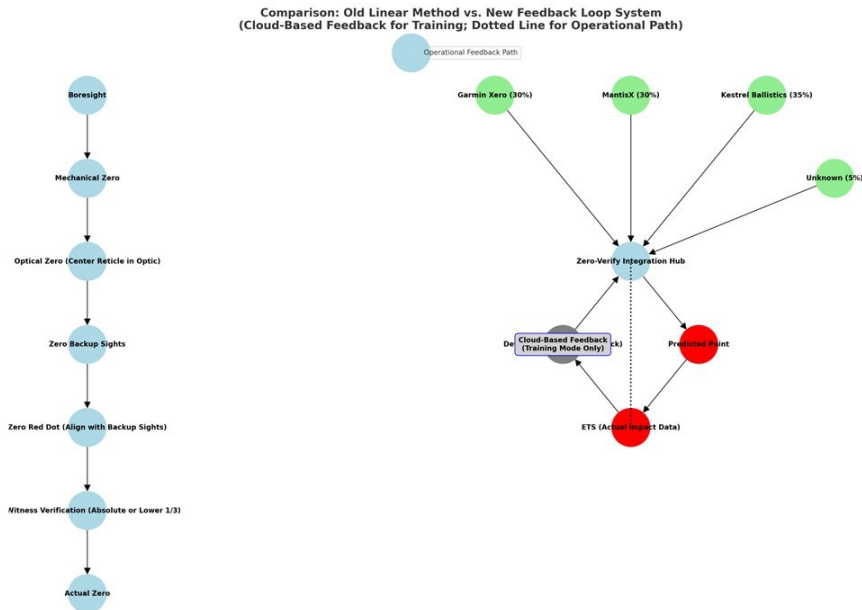 Comparison: Old Linear Method vs. New Feedback Loop System
(Cloud-Based Feedback for Training; Dotted Line for Operational Path)
Operational Feedback Path
Boresight
Garmin Xero (30%)
MantisX (30%)
Kestrel Ballistics (35%)
Mechanical Zero
Unknown (5%)
Optical Zero (Center Reticle in Optic)
Zero-Verify Integration Hub
Zero Backup Sights
Cloud-Based Feedback
(Training Mode Only)
Predicted Point
Zero Red Dot (Align with Backup Sights)
ETS (Actual Impact Data)
Witness Verification (Absolute or Lower 1/3)
Actual Zero